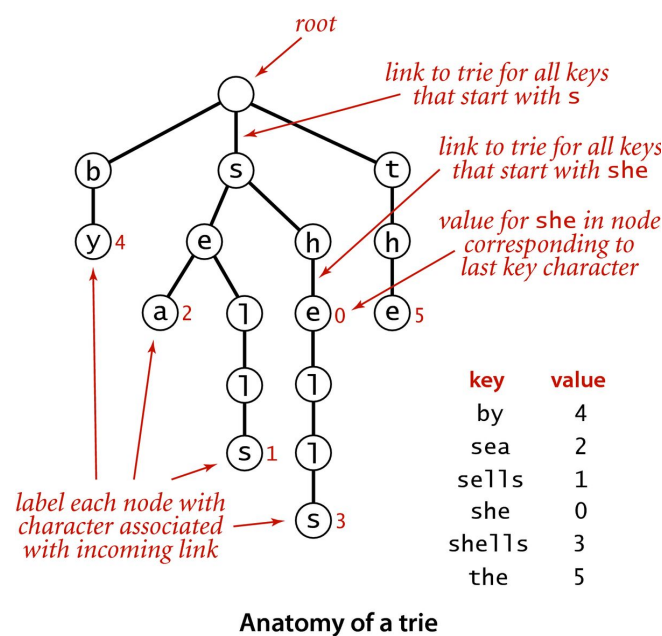 root
link to trie for all keys
that start with s
link to trie for all keys
that start with she
b
s
t
value for she in node
corresponding to
last key character
y 4
e
h
h
a 2
l
e 0
e 5
l
l
key value
by 4
s 1
l
sea 2
sells 1
label each node with
character associated
with incoming link
s 3
she 0
shells 3
the 5
Anatomy of a trie